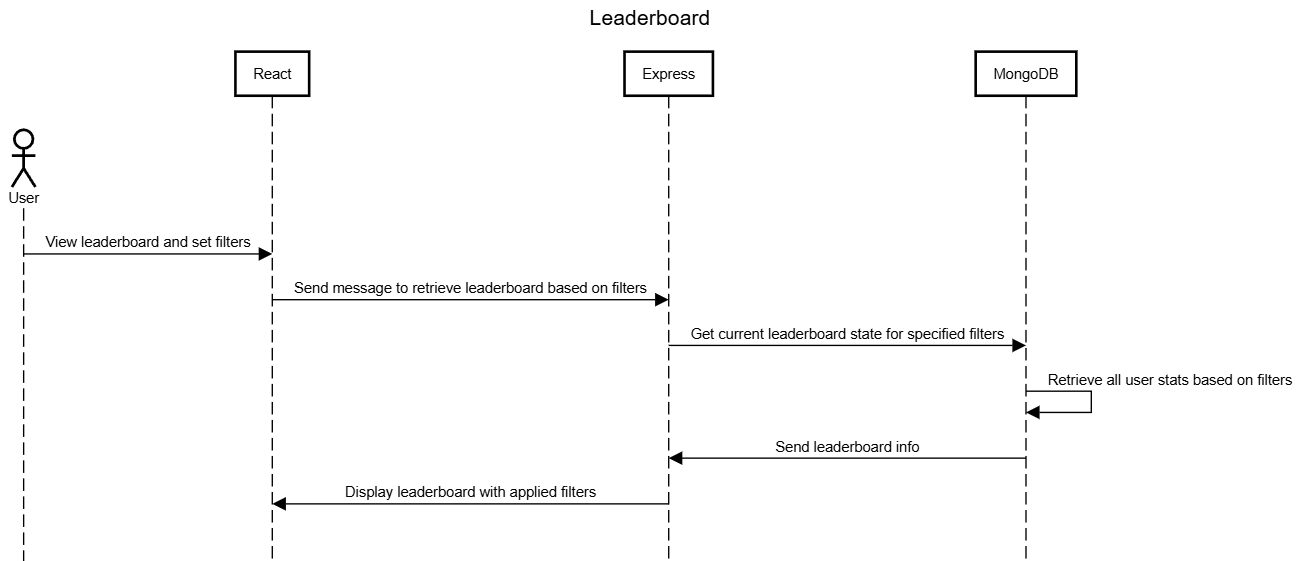 Leaderboard
React
Express
MongoDB
User
View leaderboard and set filters
Send message to retrieve leaderboard based on filters
Get current leaderboard state for specified filters
Retrieve all user stats based on filters
Send leaderboard info
Display leaderboard with applied filters